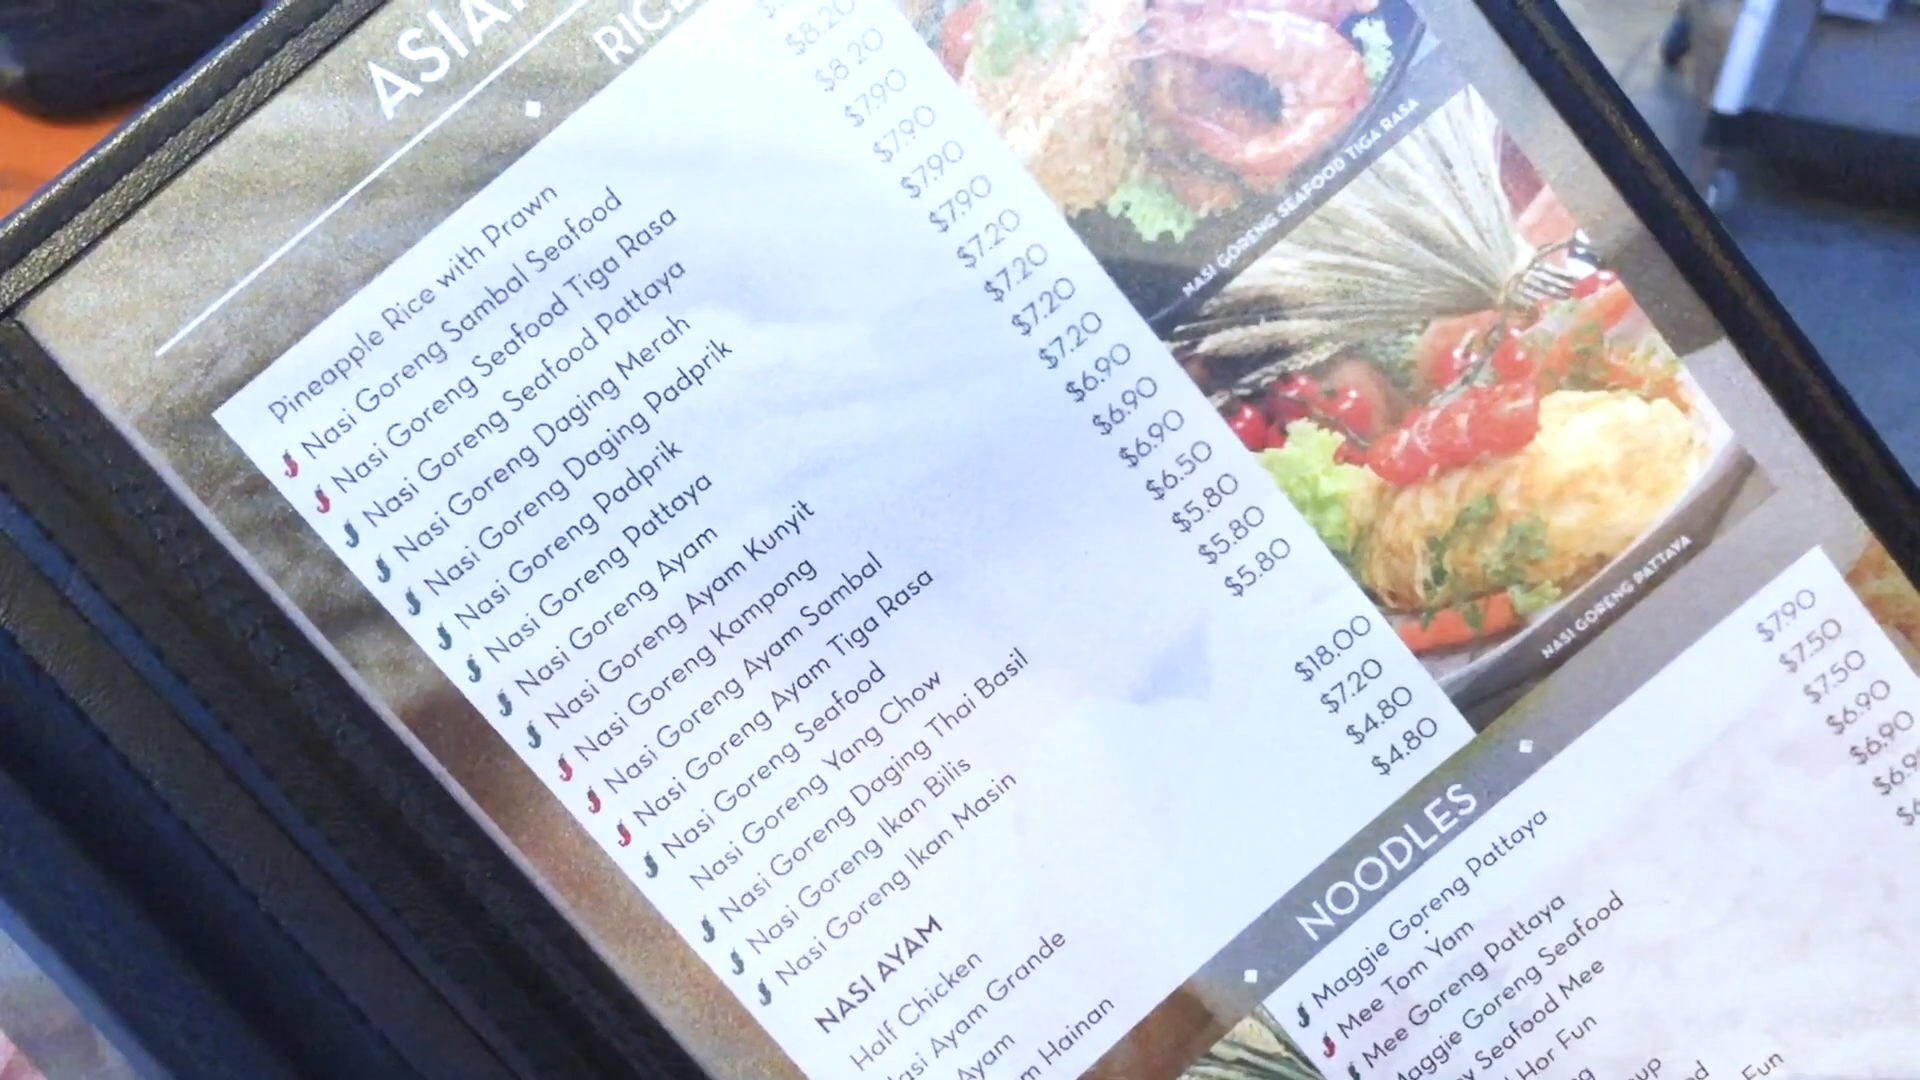 ASIAN
RICE
Pineapple Rice with Prawn
Nasi Goreng Sambal Seafood $8.20
Nasi Goreng Seafood Tiga Rasa $8.20
Nasi Goreng Seafood Pattaya $7.90
Nasi Goreng Daging Merah $7.90
Nasi Goreng Daging Padprik $7.90
Nasi Goreng Padprik $7.90
Nasi Goreng Pattaya $7.20
Nasi Goreng Ayam $7.20
Nasi Goreng Ayam Kunyit $7.20
Nasi Goreng Kampong $7.20
Nasi Goreng Ayam Sambal $6.90
Nasi Goreng Ayam Tiga Rasa $6.90
Nasi Goreng Seafood $6.90
Nasi Goreng Yang Chow $6.50
Nasi Goreng Daging Thai Basil $5.80
Nasi Goreng Ikan Bilis $5.80
Nasi Goreng Ikan Masin $5.80
NASI AYAM
Half Chicken $18.00
Nasi Ayam Grande $7.20
Ayam $4.80
Hainan $4.80
NASI GORENG SEAFOOD TIGA RASA
NASI GORENG PATTAYA
NOODLES
Maggie Goreng Pattaya $7.90
Mee Tom Yam $7.50
Mee Goreng Pattaya $7.50
Maggie Goreng Seafood $6.90
Seafood Mee $6.90
Hor Fun
Fun